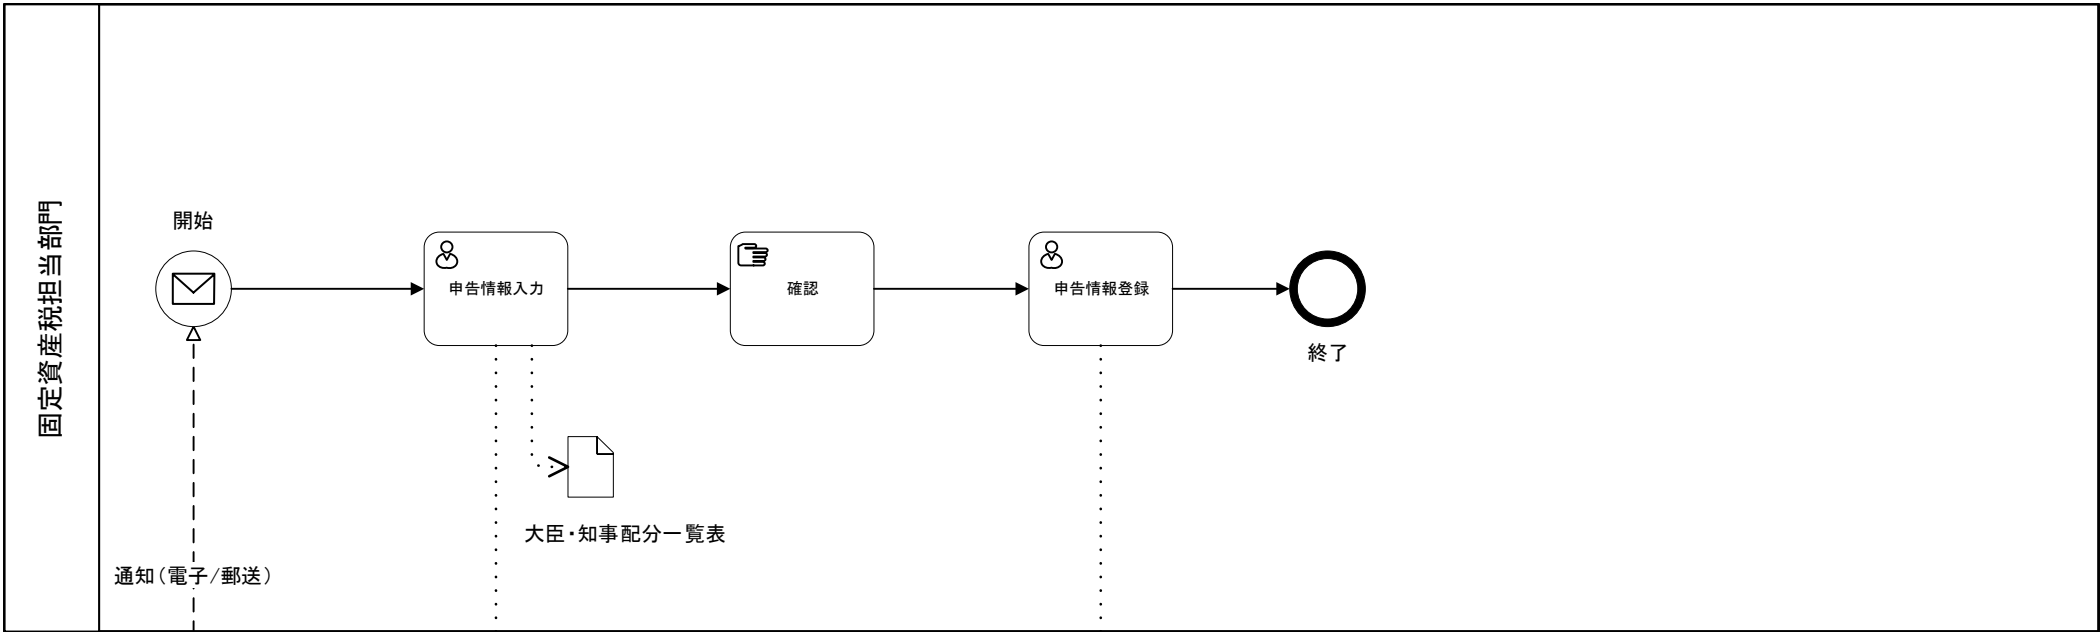 固定資産税担当部門
開始
申告情報入力
確認
申告情報登録
終了
大臣・知事配分一覧表
通知（電子/郵送）